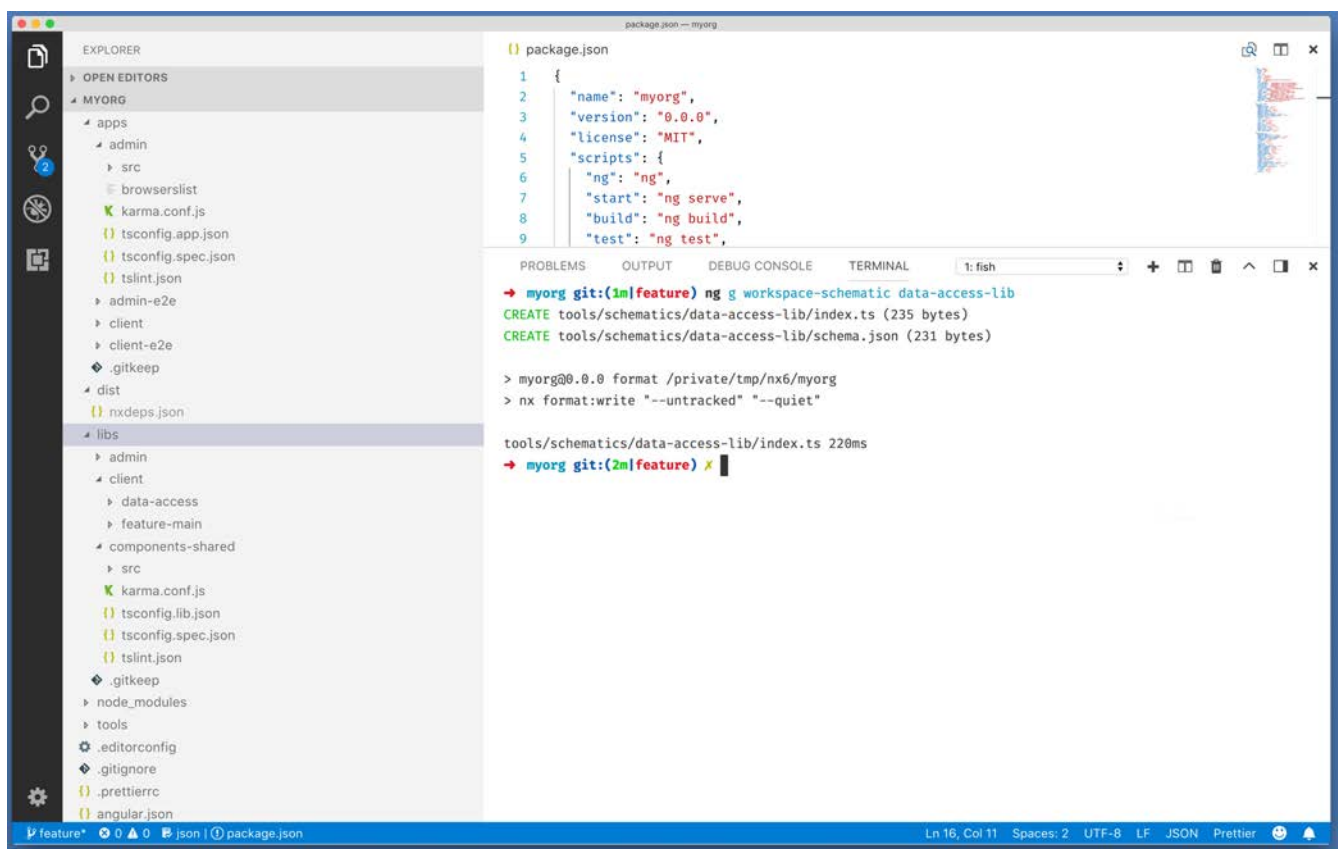 package.json — myorg
EXPLORER
OPEN EDITORS
MYORG
apps
admin
src
browserslist
karma.conf.js
tsconfig.app.json
tsconfig.spec.json
tslint.json
admin-e2e
client
client-e2e
.gitkeep
dist
nxdeps.json
libs
admin
client
data-access
feature-main
components-shared
src
karma.conf.js
tsconfig.lib.json
tsconfig.spec.json
tslint.json
.gitkeep
node_modules
tools
.editorconfig
.gitignore
.prettierrc
angular.json
2
{} package.json
1 {
2 "name": "myorg",
3 "version": "0.0.0",
4 "license": "MIT",
5 "scripts": {
6 "ng": "ng",
7 "start": "ng serve",
8 "build": "ng build",
9 "test": "ng test",
PROBLEMS OUTPUT DEBUG CONSOLE TERMINAL 1: fish
→ myorg git:(1m|feature) ng g workspace-schematic data-access-lib
CREATE tools/schematics/data-access-lib/index.ts (235 bytes)
CREATE tools/schematics/data-access-lib/schema.json (231 bytes)
> myorg@0.0.0 format /private/tmp/nx6/myorg
> nx format:write "--untracked" "--quiet"
tools/schematics/data-access-lib/index.ts 220ms
→ myorg git:(2m|feature) ✗
feature* 0 0 json | package.json Ln 16, Col 11 Spaces: 2 UTF-8 LF JSON Prettier